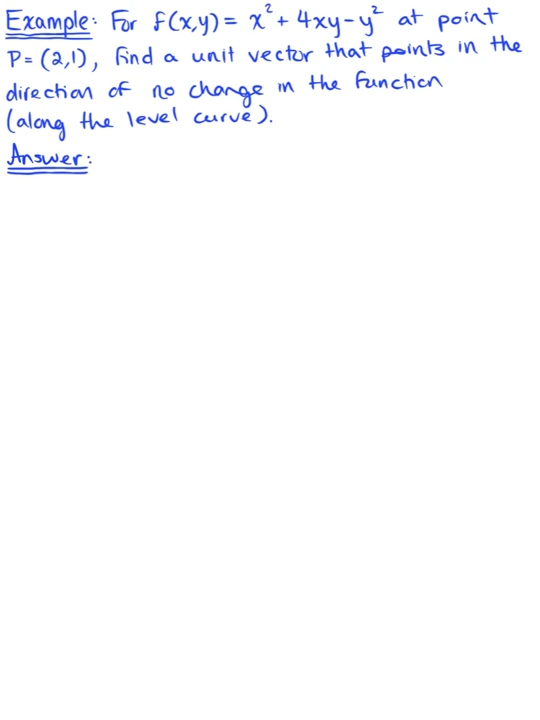 Example: For f(x,y) = x² + 4xy - y² at point
P = (2,1), find a unit vector that points in the
direction of no change in the function
(along the level curve).
Answer: